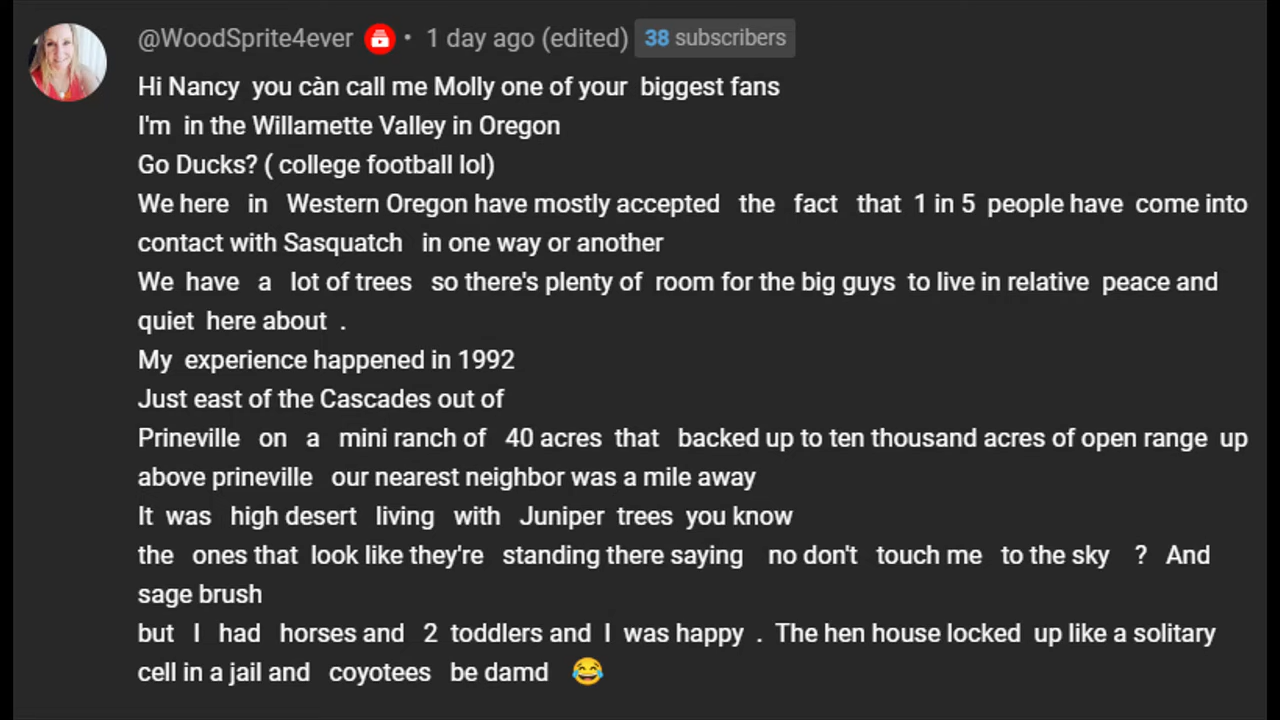 @WoodSprite4ever • 1 day ago (edited) 38 subscribers
Hi Nancy you càn call me Molly one of your biggest fans
I'm in the Willamette Valley in Oregon
Go Ducks? ( college football lol)
We here in Western Oregon have mostly accepted the fact that 1 in 5 people have come into
contact with Sasquatch in one way or another
We have a lot of trees so there's plenty of room for the big guys to live in relative peace and
quiet here about .
My experience happened in 1992
Just east of the Cascades out of
Prineville on a mini ranch of 40 acres that backed up to ten thousand acres of open range up
above prineville our nearest neighbor was a mile away
It was high desert living with Juniper trees you know
the ones that look like they're standing there saying no don't touch me to the sky ? And
sage brush
but I had horses and 2 toddlers and I was happy . The hen house locked up like a solitary
cell in a jail and coyotees be damd 😂